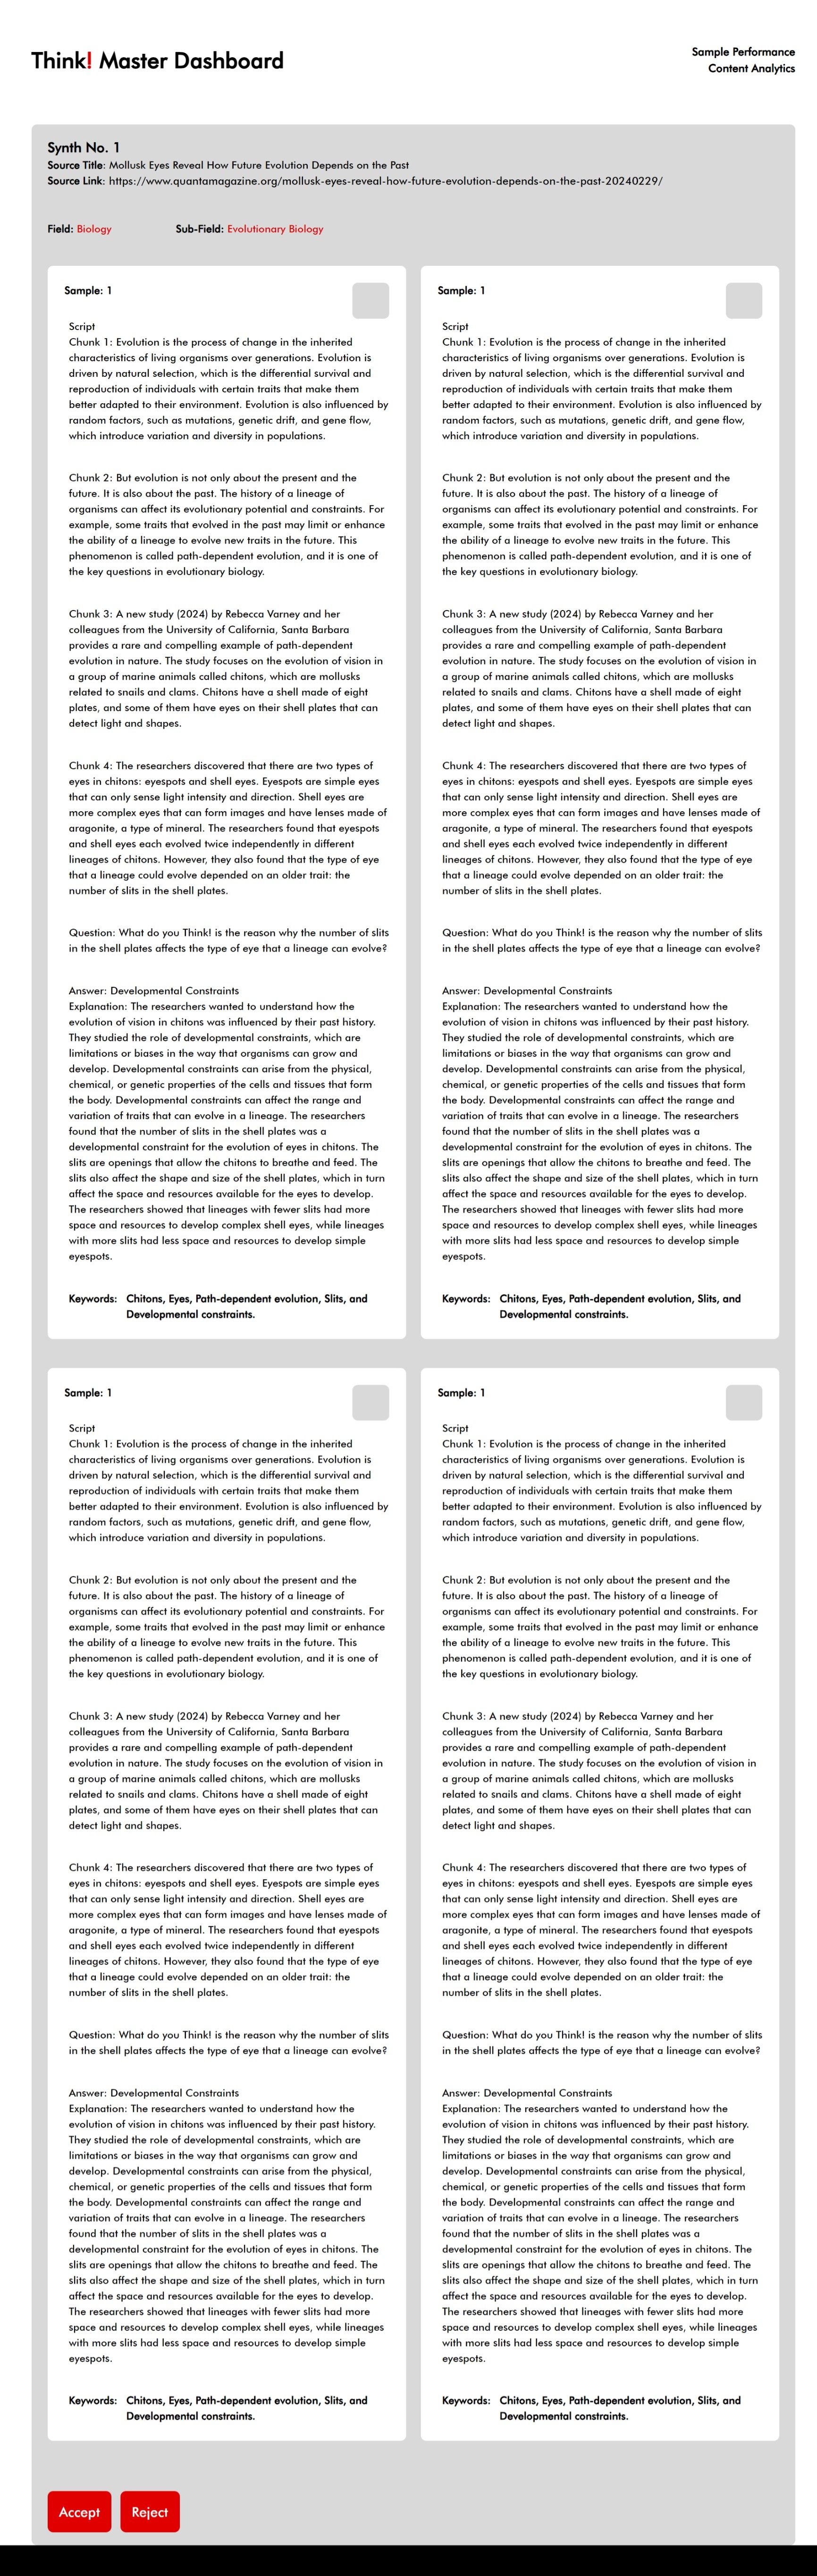 Think! Master Dashboard
Sample Performance
Content Analytics
Synth No. 1
Source Title: Mollusk Eyes Reveal How Future Evolution Depends on the Past
Source Link: https://www.quantamagazine.org/mollusk-eyes-reveal-how-future-evolution-depends-on-the-past-20240229/
Field: Biology
Sub-Field: Evolutionary Biology
Sample: 1
Script
Chunk 1: Evolution is the process of change in the inherited
characteristics of living organisms over generations. Evolution is
driven by natural selection, which is the differential survival and
reproduction of individuals with certain traits that make them
better adapted to their environment. Evolution is also influenced by
random factors, such as mutations, genetic drift, and gene flow,
which introduce variation and diversity in populations.
Chunk 2: But evolution is not only about the present and the
future. It is also about the past. The history of a lineage of
organisms can affect its evolutionary potential and constraints. For
example, some traits that evolved in the past may limit or enhance
the ability of a lineage to evolve new traits in the future. This
phenomenon is called path-dependent evolution, and it is one of
the key questions in evolutionary biology.
Chunk 3: A new study (2024) by Rebecca Varney and her
colleagues from the University of California, Santa Barbara
provides a rare and compelling example of path-dependent
evolution in nature. The study focuses on the evolution of vision in
a group of marine animals called chitons, which are mollusks
related to snails and clams. Chitons have a shell made of eight
plates, and some of them have eyes on their shell plates that can
detect light and shapes.
Chunk 4: The researchers discovered that there are two types of
eyes in chitons: eyespots and shell eyes. Eyespots are simple eyes
that can only sense light intensity and direction. Shell eyes are
more complex eyes that can form images and have lenses made of
aragonite, a type of mineral. The researchers found that eyespots
and shell eyes each evolved twice independently in different
lineages of chitons. However, they also found that the type of eye
that a lineage could evolve depended on an older trait: the
number of slits in the shell plates.
Question: What do you Think! is the reason why the number of slits
in the shell plates affects the type of eye that a lineage can evolve?
Answer: Developmental Constraints
Explanation: The researchers wanted to understand how the
evolution of vision in chitons was influenced by their past history.
They studied the role of developmental constraints, which are
limitations or biases in the way that organisms can grow and
develop. Developmental constraints can arise from the physical,
chemical, or genetic properties of the cells and tissues that form
the body. Developmental constraints can affect the range and
variation of traits that can evolve in a lineage. The researchers
found that the number of slits in the shell plates was a
developmental constraint for the evolution of eyes in chitons. The
slits are openings that allow the chitons to breathe and feed. The
slits also affect the shape and size of the shell plates, which in turn
affect the space and resources available for the eyes to develop.
The researchers showed that lineages with fewer slits had more
space and resources to develop complex shell eyes, while lineages
with more slits had less space and resources to develop simple
eyespots.
Keywords: Chitons, Eyes, Path-dependent evolution, Slits, and
Developmental constraints.
Sample: 1
Script
Chunk 1: Evolution is the process of change in the inherited
characteristics of living organisms over generations. Evolution is
driven by natural selection, which is the differential survival and
reproduction of individuals with certain traits that make them
better adapted to their environment. Evolution is also influenced by
random factors, such as mutations, genetic drift, and gene flow,
which introduce variation and diversity in populations.
Chunk 2: But evolution is not only about the present and the
future. It is also about the past. The history of a lineage of
organisms can affect its evolutionary potential and constraints. For
example, some traits that evolved in the past may limit or enhance
the ability of a lineage to evolve new traits in the future. This
phenomenon is called path-dependent evolution, and it is one of
the key questions in evolutionary biology.
Chunk 3: A new study (2024) by Rebecca Varney and her
colleagues from the University of California, Santa Barbara
provides a rare and compelling example of path-dependent
evolution in nature. The study focuses on the evolution of vision in
a group of marine animals called chitons, which are mollusks
related to snails and clams. Chitons have a shell made of eight
plates, and some of them have eyes on their shell plates that can
detect light and shapes.
Chunk 4: The researchers discovered that there are two types of
eyes in chitons: eyespots and shell eyes. Eyespots are simple eyes
that can only sense light intensity and direction. Shell eyes are
more complex eyes that can form images and have lenses made of
aragonite, a type of mineral. The researchers found that eyespots
and shell eyes each evolved twice independently in different
lineages of chitons. However, they also found that the type of eye
that a lineage could evolve depended on an older trait: the
number of slits in the shell plates.
Question: What do you Think! is the reason why the number of slits
in the shell plates affects the type of eye that a lineage can evolve?
Answer: Developmental Constraints
Explanation: The researchers wanted to understand how the
evolution of vision in chitons was influenced by their past history.
They studied the role of developmental constraints, which are
limitations or biases in the way that organisms can grow and
develop. Developmental constraints can arise from the physical,
chemical, or genetic properties of the cells and tissues that form
the body. Developmental constraints can affect the range and
variation of traits that can evolve in a lineage. The researchers
found that the number of slits in the shell plates was a
developmental constraint for the evolution of eyes in chitons. The
slits are openings that allow the chitons to breathe and feed. The
slits also affect the shape and size of the shell plates, which in turn
affect the space and resources available for the eyes to develop.
The researchers showed that lineages with fewer slits had more
space and resources to develop complex shell eyes, while lineages
with more slits had less space and resources to develop simple
eyespots.
Keywords: Chitons, Eyes, Path-dependent evolution, Slits, and
Developmental constraints.
Sample: 1
Script
Chunk 1: Evolution is the process of change in the inherited
characteristics of living organisms over generations. Evolution is
driven by natural selection, which is the differential survival and
reproduction of individuals with certain traits that make them
better adapted to their environment. Evolution is also influenced by
random factors, such as mutations, genetic drift, and gene flow,
which introduce variation and diversity in populations.
Chunk 2: But evolution is not only about the present and the
future. It is also about the past. The history of a lineage of
organisms can affect its evolutionary potential and constraints. For
example, some traits that evolved in the past may limit or enhance
the ability of a lineage to evolve new traits in the future. This
phenomenon is called path-dependent evolution, and it is one of
the key questions in evolutionary biology.
Chunk 3: A new study (2024) by Rebecca Varney and her
colleagues from the University of California, Santa Barbara
provides a rare and compelling example of path-dependent
evolution in nature. The study focuses on the evolution of vision in
a group of marine animals called chitons, which are mollusks
related to snails and clams. Chitons have a shell made of eight
plates, and some of them have eyes on their shell plates that can
detect light and shapes.
Chunk 4: The researchers discovered that there are two types of
eyes in chitons: eyespots and shell eyes. Eyespots are simple eyes
that can only sense light intensity and direction. Shell eyes are
more complex eyes that can form images and have lenses made of
aragonite, a type of mineral. The researchers found that eyespots
and shell eyes each evolved twice independently in different
lineages of chitons. However, they also found that the type of eye
that a lineage could evolve depended on an older trait: the
number of slits in the shell plates.
Question: What do you Think! is the reason why the number of slits
in the shell plates affects the type of eye that a lineage can evolve?
Answer: Developmental Constraints
Explanation: The researchers wanted to understand how the
evolution of vision in chitons was influenced by their past history.
They studied the role of developmental constraints, which are
limitations or biases in the way that organisms can grow and
develop. Developmental constraints can arise from the physical,
chemical, or genetic properties of the cells and tissues that form
the body. Developmental constraints can affect the range and
variation of traits that can evolve in a lineage. The researchers
found that the number of slits in the shell plates was a
developmental constraint for the evolution of eyes in chitons. The
slits are openings that allow the chitons to breathe and feed. The
slits also affect the shape and size of the shell plates, which in turn
affect the space and resources available for the eyes to develop.
The researchers showed that lineages with fewer slits had more
space and resources to develop complex shell eyes, while lineages
with more slits had less space and resources to develop simple
eyespots.
Keywords: Chitons, Eyes, Path-dependent evolution, Slits, and
Developmental constraints.
Sample: 1
Script
Chunk 1: Evolution is the process of change in the inherited
characteristics of living organisms over generations. Evolution is
driven by natural selection, which is the differential survival and
reproduction of individuals with certain traits that make them
better adapted to their environment. Evolution is also influenced by
random factors, such as mutations, genetic drift, and gene flow,
which introduce variation and diversity in populations.
Chunk 2: But evolution is not only about the present and the
future. It is also about the past. The history of a lineage of
organisms can affect its evolutionary potential and constraints. For
example, some traits that evolved in the past may limit or enhance
the ability of a lineage to evolve new traits in the future. This
phenomenon is called path-dependent evolution, and it is one of
the key questions in evolutionary biology.
Chunk 3: A new study (2024) by Rebecca Varney and her
colleagues from the University of California, Santa Barbara
provides a rare and compelling example of path-dependent
evolution in nature. The study focuses on the evolution of vision in
a group of marine animals called chitons, which are mollusks
related to snails and clams. Chitons have a shell made of eight
plates, and some of them have eyes on their shell plates that can
detect light and shapes.
Chunk 4: The researchers discovered that there are two types of
eyes in chitons: eyespots and shell eyes. Eyespots are simple eyes
that can only sense light intensity and direction. Shell eyes are
more complex eyes that can form images and have lenses made of
aragonite, a type of mineral. The researchers found that eyespots
and shell eyes each evolved twice independently in different
lineages of chitons. However, they also found that the type of eye
that a lineage could evolve depended on an older trait: the
number of slits in the shell plates.
Question: What do you Think! is the reason why the number of slits
in the shell plates affects the type of eye that a lineage can evolve?
Answer: Developmental Constraints
Explanation: The researchers wanted to understand how the
evolution of vision in chitons was influenced by their past history.
They studied the role of developmental constraints, which are
limitations or biases in the way that organisms can grow and
develop. Developmental constraints can arise from the physical,
chemical, or genetic properties of the cells and tissues that form
the body. Developmental constraints can affect the range and
variation of traits that can evolve in a lineage. The researchers
found that the number of slits in the shell plates was a
developmental constraint for the evolution of eyes in chitons. The
slits are openings that allow the chitons to breathe and feed. The
slits also affect the shape and size of the shell plates, which in turn
affect the space and resources available for the eyes to develop.
The researchers showed that lineages with fewer slits had more
space and resources to develop complex shell eyes, while lineages
with more slits had less space and resources to develop simple
eyespots.
Keywords: Chitons, Eyes, Path-dependent evolution, Slits, and
Developmental constraints.
Accept
Reject